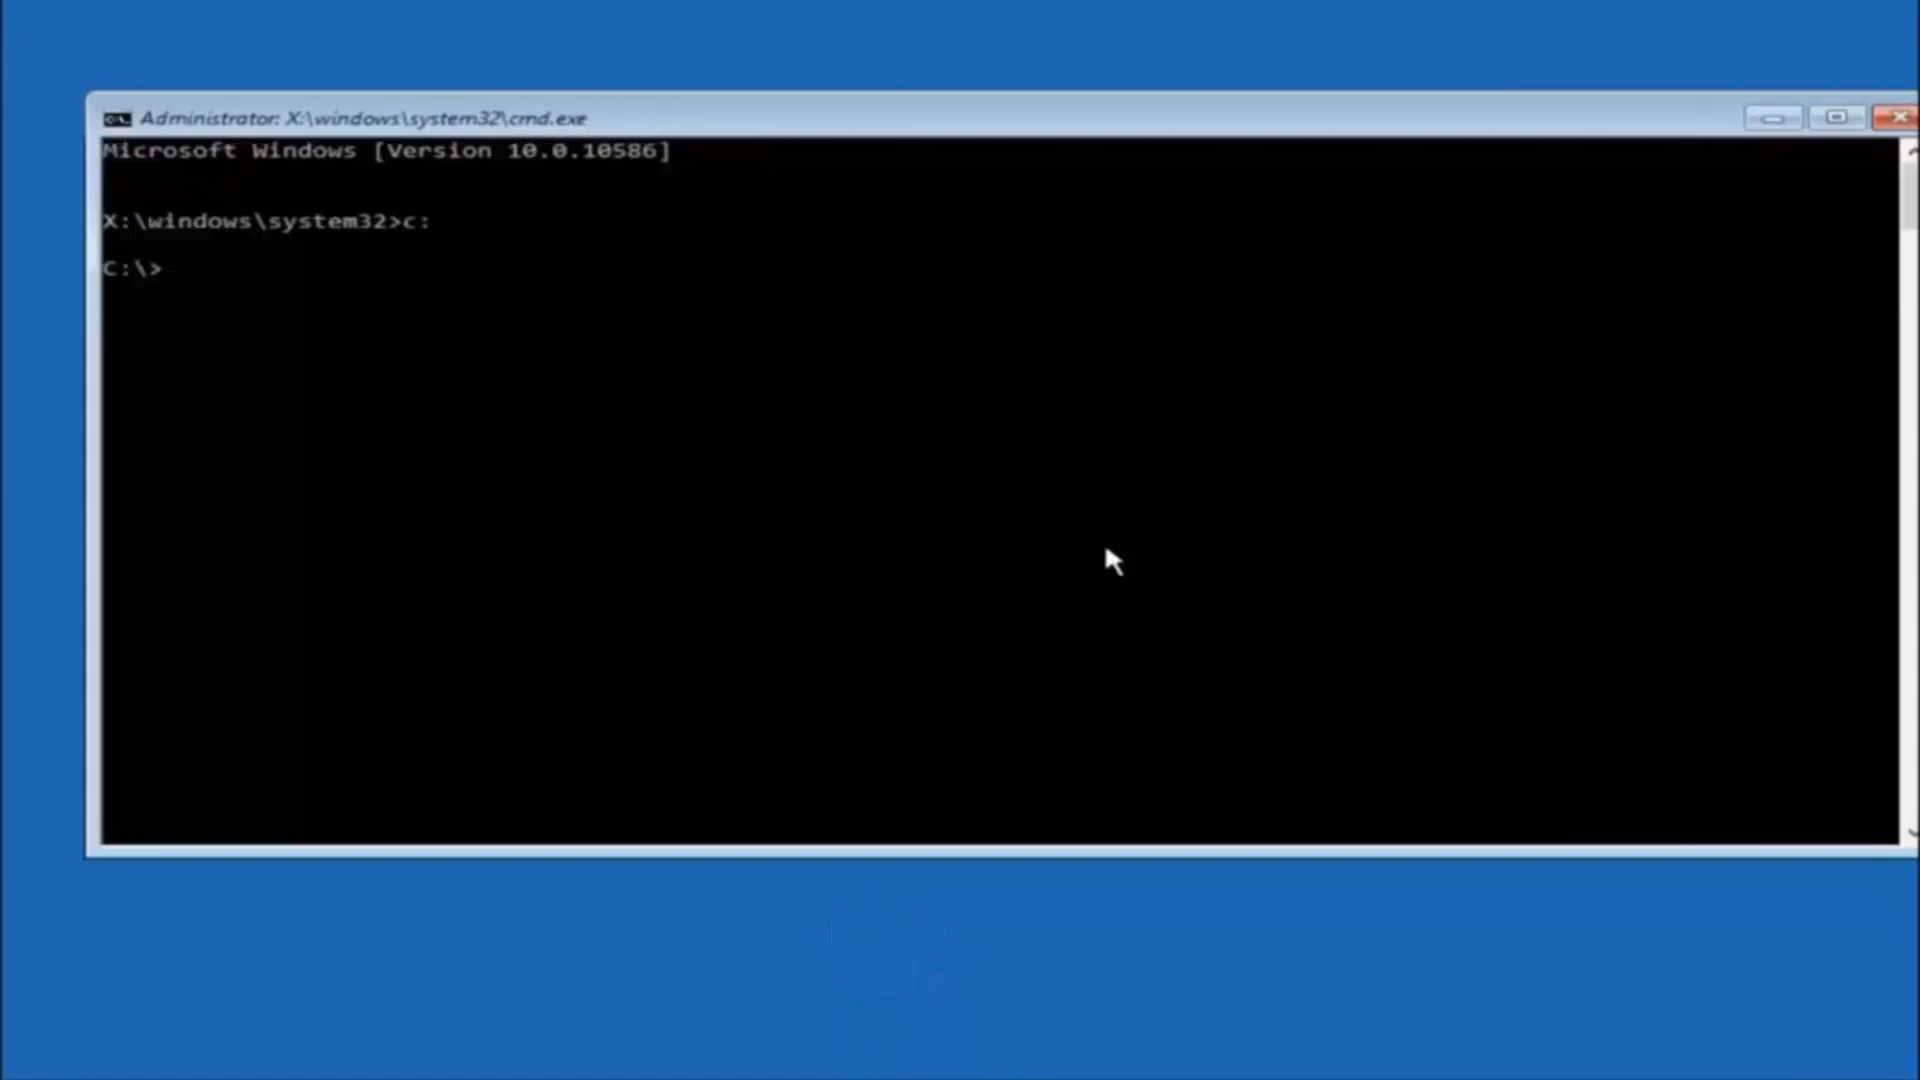 Administrator: X:\windows\system32\cmd.exe
Microsoft Windows [Version 10.0.10586]
X:\windows\system32>c:
C:\>